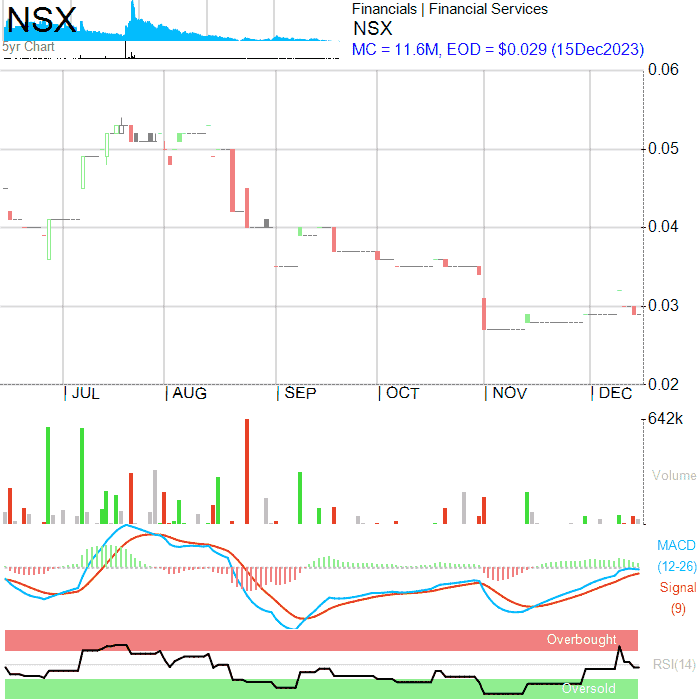 NSX
5yr Chart
Financials | Financial Services
NSX
MC = 11.6M, EOD = $0.029 (15Dec2023)
0.06
0.05
0.04
0.03
0.02
| JUL | AUG | SEP | OCT | NOV | DEC
642k
Volume
MACD
(12-26)
Signal
(9)
Overbought
RSI(14)
Oversold